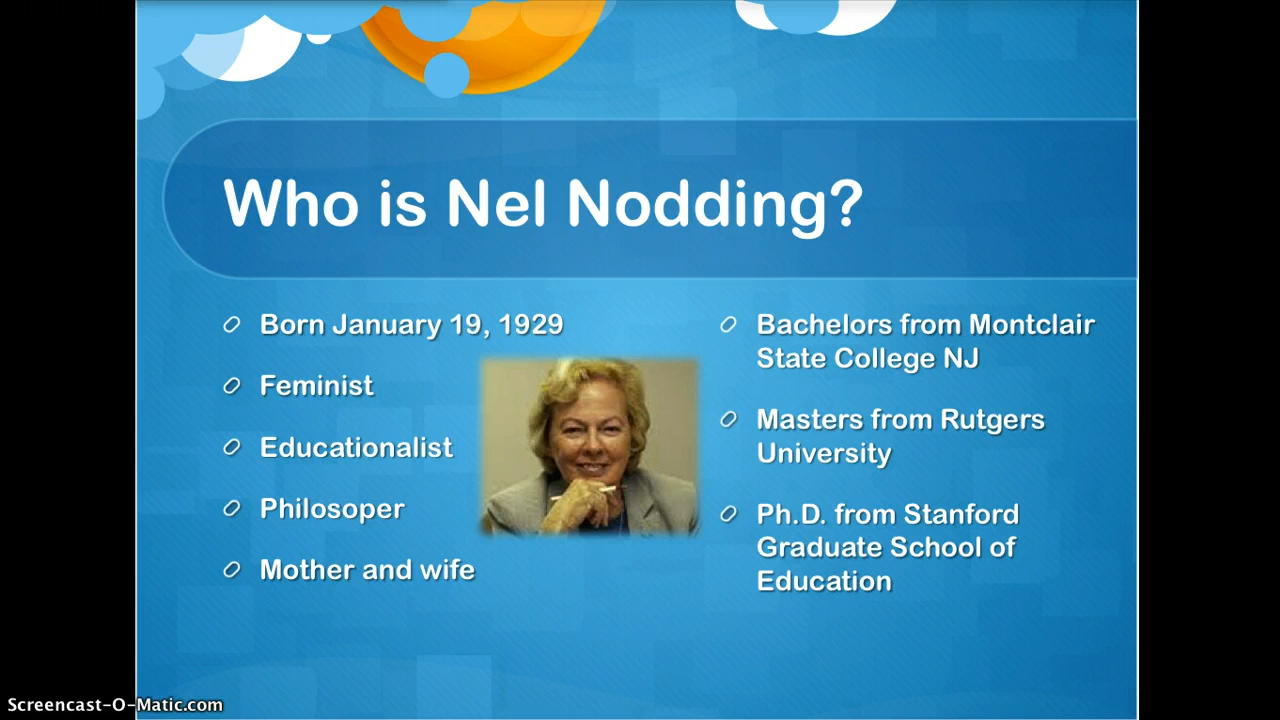 Who is Nel Nodding?
Born January 19, 1929
Feminist
Educationalist
Philosoper
Mother and wife
Bachelors from Montclair
State College NJ
Masters from Rutgers
University
Ph.D. from Stanford
Graduate School of
Education
Screencast-O-Matic.com